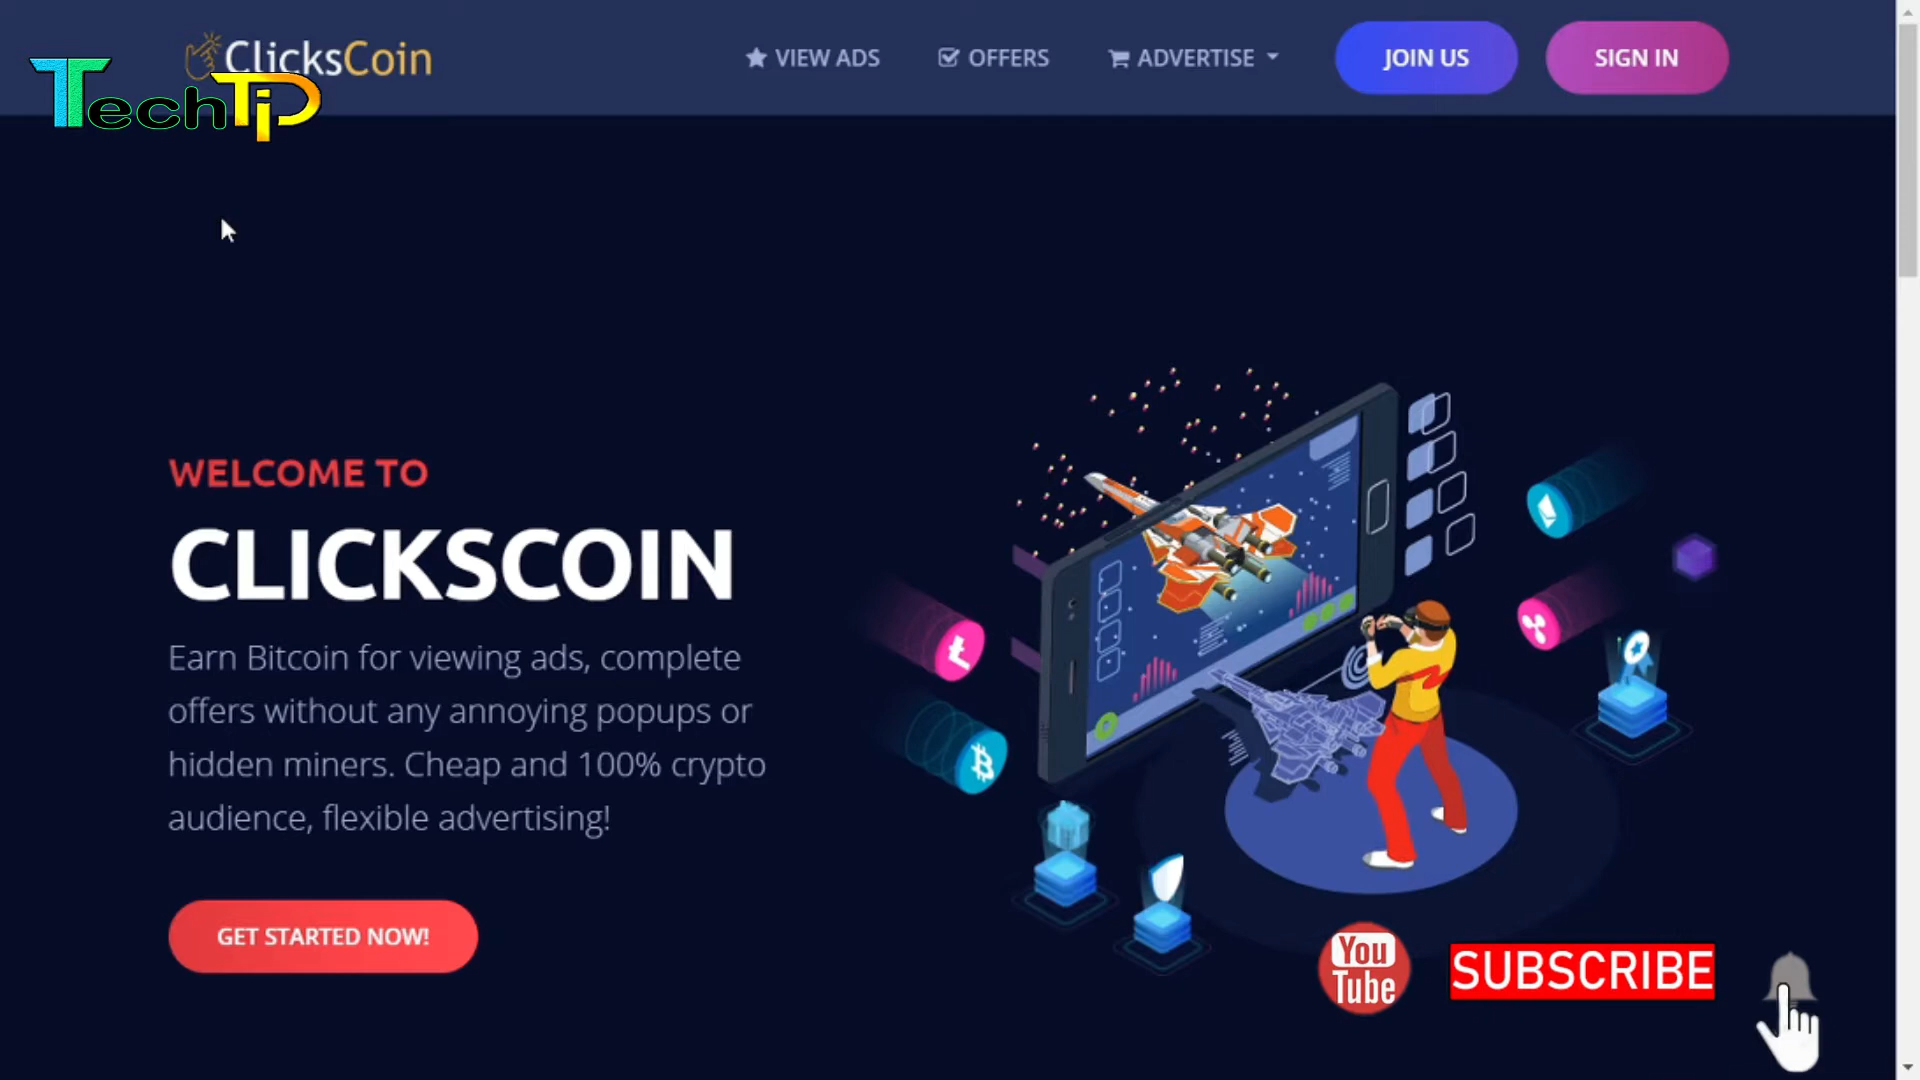 ClicksCoin
TechTip
VIEW ADS
OFFERS
ADVERTISE
JOIN US
SIGN IN
WELCOME TO
CLICKSCOIN
Earn Bitcoin for viewing ads, complete
offers without any annoying popups or
hidden miners. Cheap and 100% crypto
audience, flexible advertising!
GET STARTED NOW!
You
Tube
SUBSCRIBE